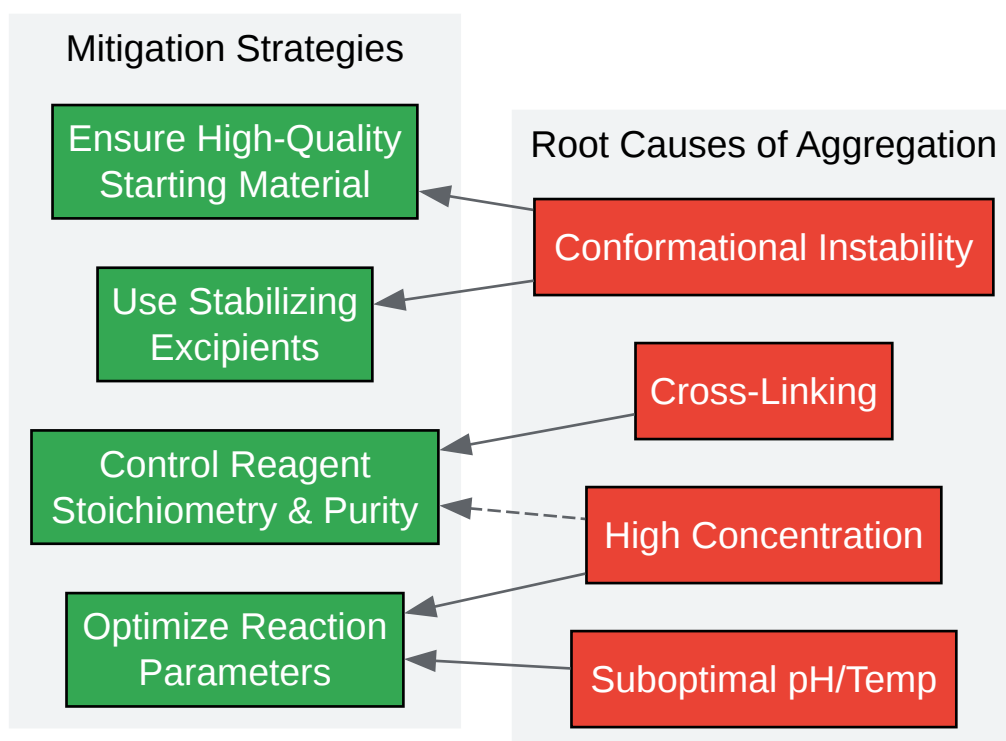 Mitigation Strategies
Ensure High-Quality
Starting Material
Use Stabilizing
Excipients
Control Reagent
Stoichiometry & Purity
Optimize Reaction
Parameters
Root Causes of Aggregation
Conformational Instability
Cross-Linking
High Concentration
Suboptimal pH/Temp